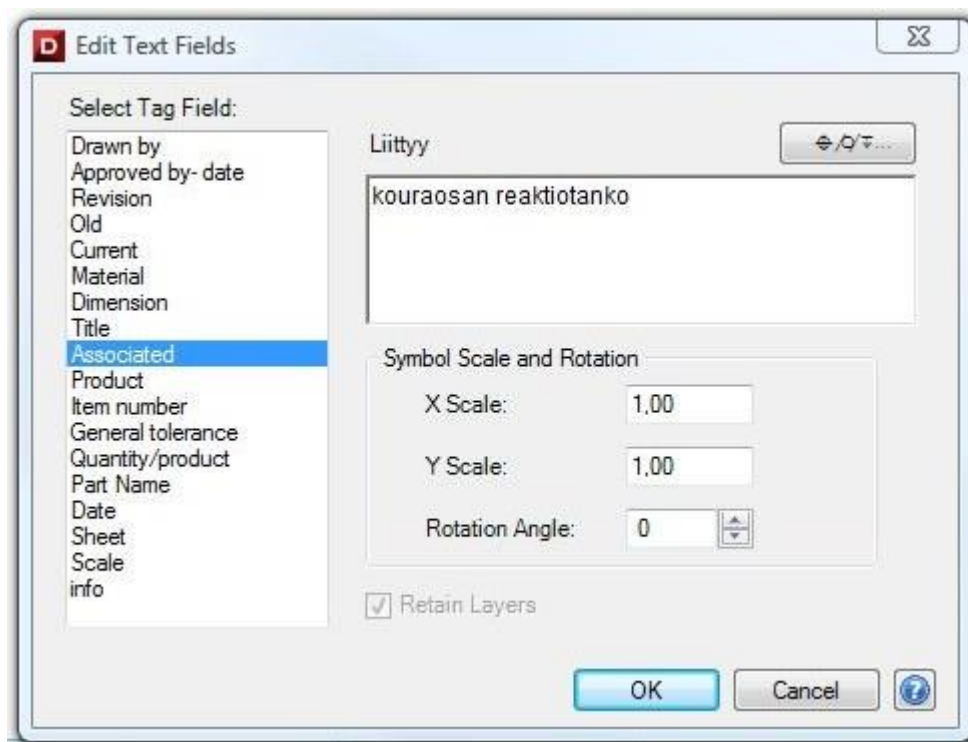 D Edit Text Fields
Select Tag Field:
Drawn by
Approved by- date
Revision
Old
Current
Material
Dimension
Title
Associated
Product
Item number
General tolerance
Quantity/product
Part Name
Date
Sheet
Scale
info
Liittyy
kouraosan reaktiotanko
Symbol Scale and Rotation
X Scale: 1,00
Y Scale: 1,00
Rotation Angle: 0
Retain Layers
OK Cancel ?